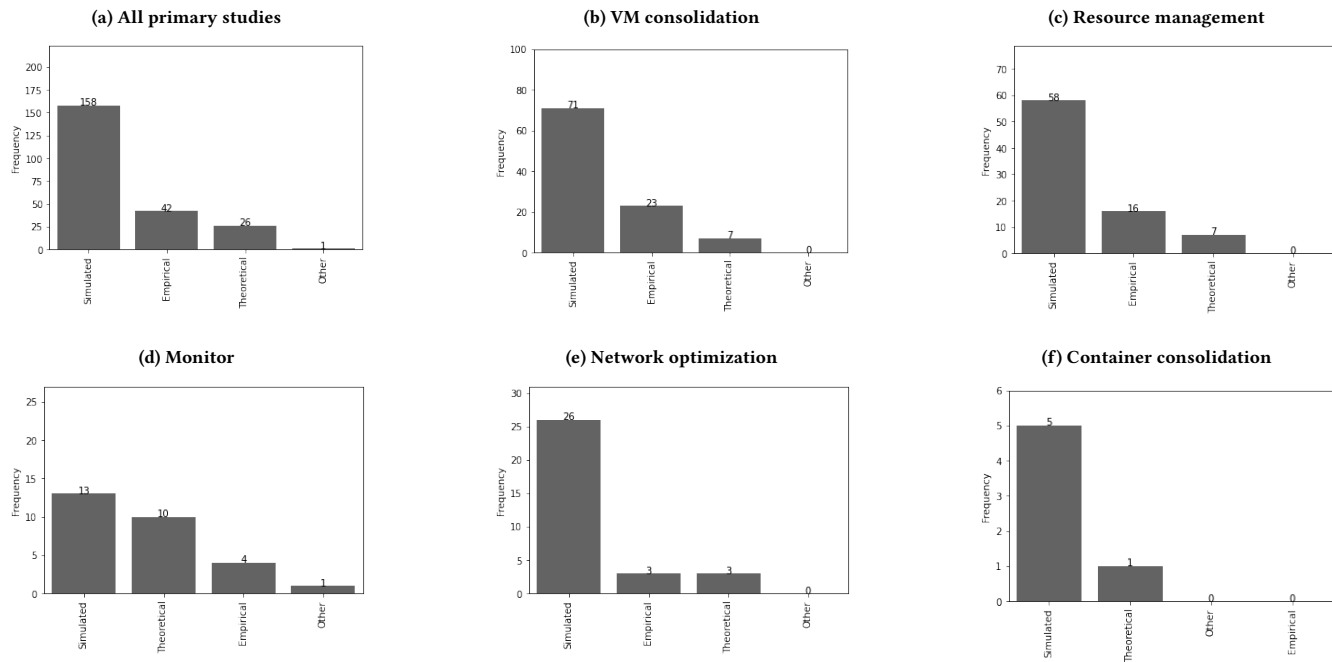 (a) All primary studies
Frequency
200
175
150
125
100
75
50
25
0
158
42
26
1
Simulated
Empirical
Theoretical
Other
(b) VM consolidation
Frequency
100
80
60
40
20
0
71
23
7
0
Simulated
Empirical
Theoretical
Other
(c) Resource management
Frequency
70
60
50
40
30
20
10
0
58
16
7
0
Simulated
Empirical
Theoretical
Other
(d) Monitor
Frequency
25
20
15
10
5
0
13
10
4
1
Simulated
Theoretical
Empirical
Other
(e) Network optimization
Frequency
30
25
20
15
10
5
0
26
3
3
0
Simulated
Empirical
Theoretical
Other
(f) Container consolidation
Frequency
6
5
4
3
2
1
0
5
1
0
0
Simulated
Theoretical
Other
Empirical